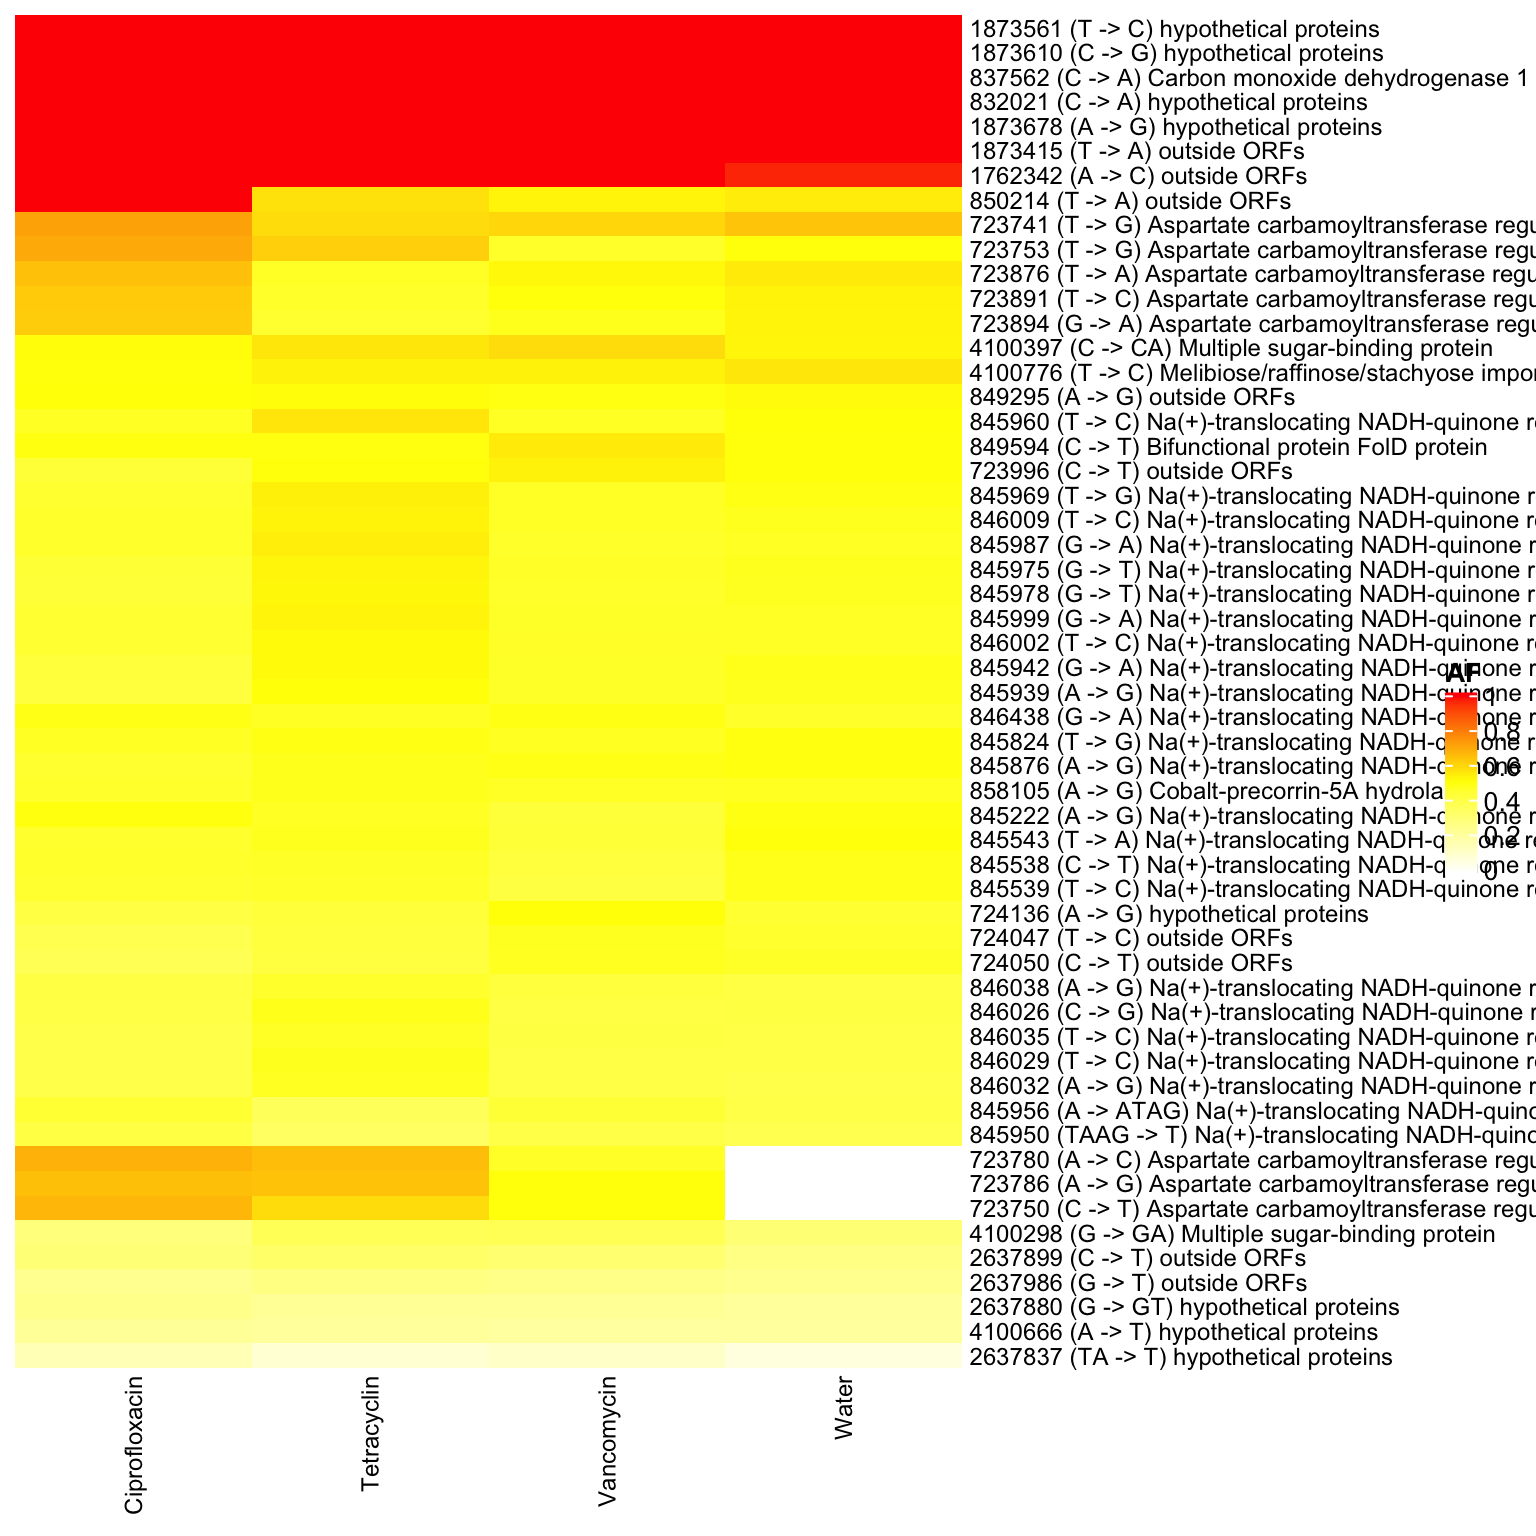 1873561 (T -> C) hypothetical proteins
1873610 (C -> G) hypothetical proteins
837562 (C -> A) Carbon monoxide dehydrogenase 1
832021 (C -> A) hypothetical proteins
1873678 (A -> G) hypothetical proteins
1873415 (T -> A) outside ORFs
1762342 (A -> C) outside ORFs
850214 (T -> A) outside ORFs
723741 (T -> G) Aspartate carbamoyltransferase regu
723753 (T -> G) Aspartate carbamoyltransferase regu
723876 (T -> A) Aspartate carbamoyltransferase regu
723891 (T -> C) Aspartate carbamoyltransferase regu
723894 (G -> A) Aspartate carbamoyltransferase regu
4100397 (C -> CA) Multiple sugar-binding protein
4100776 (T -> C) Melibiose/raffinose/stachyose impor
849295 (A -> G) outside ORFs
845960 (T -> C) Na(+)-translocating NADH-quinone re
849594 (C -> T) Bifunctional protein FolD protein
723996 (C -> T) outside ORFs
845969 (T -> G) Na(+)-translocating NADH-quinone r
846009 (T -> C) Na(+)-translocating NADH-quinone re
845987 (G -> A) Na(+)-translocating NADH-quinone r
845975 (G -> T) Na(+)-translocating NADH-quinone r
845978 (G -> T) Na(+)-translocating NADH-quinone r
845999 (G -> A) Na(+)-translocating NADH-quinone r
846002 (T -> C) Na(+)-translocating NADH-quinone re
845942 (G -> A) Na(+)-translocating NADH-quinone r
AF
845939 (A -> G) Na(+)-translocating NADH-quinone r
1
846438 (G -> A) Na(+)-translocating NADH-quinone r
0.8
845824 (T -> G) Na(+)-translocating NADH-quinone r
845876 (A -> G) Na(+)-translocating NADH-quinone r
0.6
858105 (A -> G) Cobalt-precorrin-5A hydrola
0.4
845222 (A -> G) Na(+)-translocating NADH-quinone r
0.2
845543 (T -> A) Na(+)-translocating NADH-quinone re
845538 (C -> T) Na(+)-translocating NADH-quinone re
0
845539 (T -> C) Na(+)-translocating NADH-quinone re
724136 (A -> G) hypothetical proteins
724047 (T -> C) outside ORFs
724050 (C -> T) outside ORFs
846038 (A -> G) Na(+)-translocating NADH-quinone r
846026 (C -> G) Na(+)-translocating NADH-quinone r
846035 (T -> C) Na(+)-translocating NADH-quinone re
846029 (T -> C) Na(+)-translocating NADH-quinone re
846032 (A -> G) Na(+)-translocating NADH-quinone r
845956 (A -> ATAG) Na(+)-translocating NADH-quino
845950 (TAAG -> T) Na(+)-translocating NADH-quino
723780 (A -> C) Aspartate carbamoyltransferase regu
723786 (A -> G) Aspartate carbamoyltransferase regu
723750 (C -> T) Aspartate carbamoyltransferase regu
4100298 (G -> GA) Multiple sugar-binding protein
2637899 (C -> T) outside ORFs
2637986 (G -> T) outside ORFs
2637880 (G -> GT) hypothetical proteins
4100666 (A -> T) hypothetical proteins
2637837 (TA -> T) hypothetical proteins
Ciprofloxacin
Tetracyclin
Vancomycin
Water